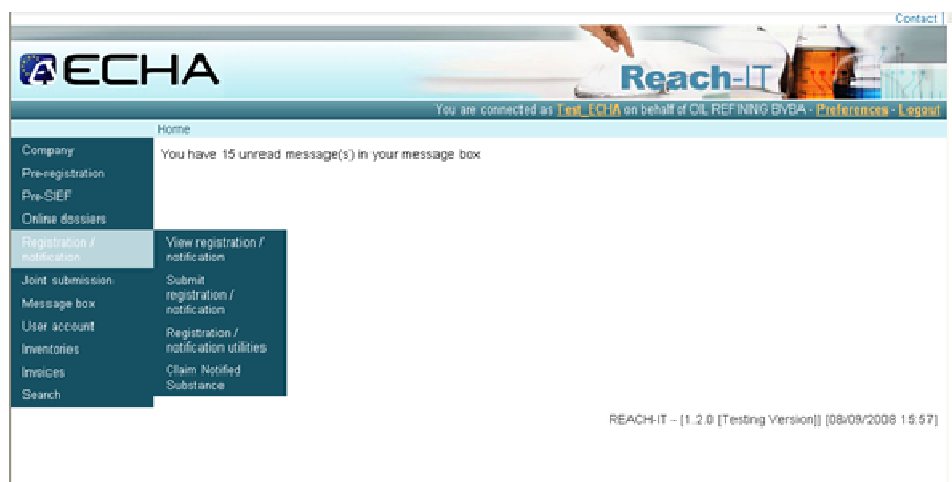 Contact |
ECHA
Reach-IT
You are connected as Test_ECHA on behalf of OIL REFINING BVBA - Preferences - Logout
Home
Company
You have 15 unread message(s) in your message box
Pre-registration
Pre-SIEF
Online dossiers
Registration /
notification
View registration /
notification
Submit
registration /
notification
Registration /
notification utilities
Claim Notified
Substance
Joint submission
Message box
User account
Inventories
Invoices
Search
REACH-IT - [1.2.0 [Testing Version]] [08/09/2008 15:57]